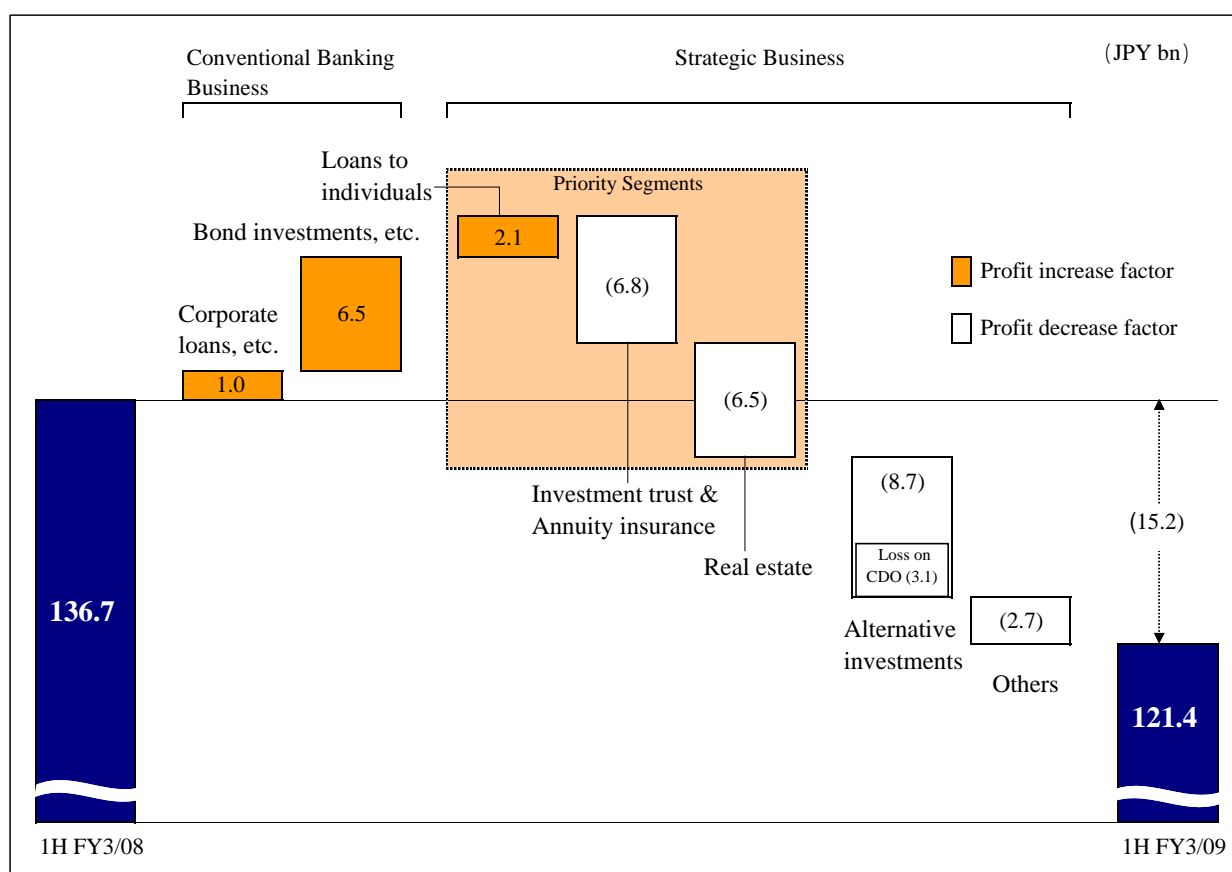 Conventional Banking
Business
Strategic Business
(JPY bn)
Loans to
individuals
Priority Segments
Bond investments, etc.
2.1
(6.8)
Profit increase factor
6.5
Corporate
loans, etc.
Profit decrease factor
1.0
(6.5)
Investment trust &
Annuity insurance
Real estate
(8.7)
Loss on
CDO (3.1)
(15.2)
136.7
Alternative
investments
(2.7)
Others
121.4
1H FY3/08
1H FY3/09